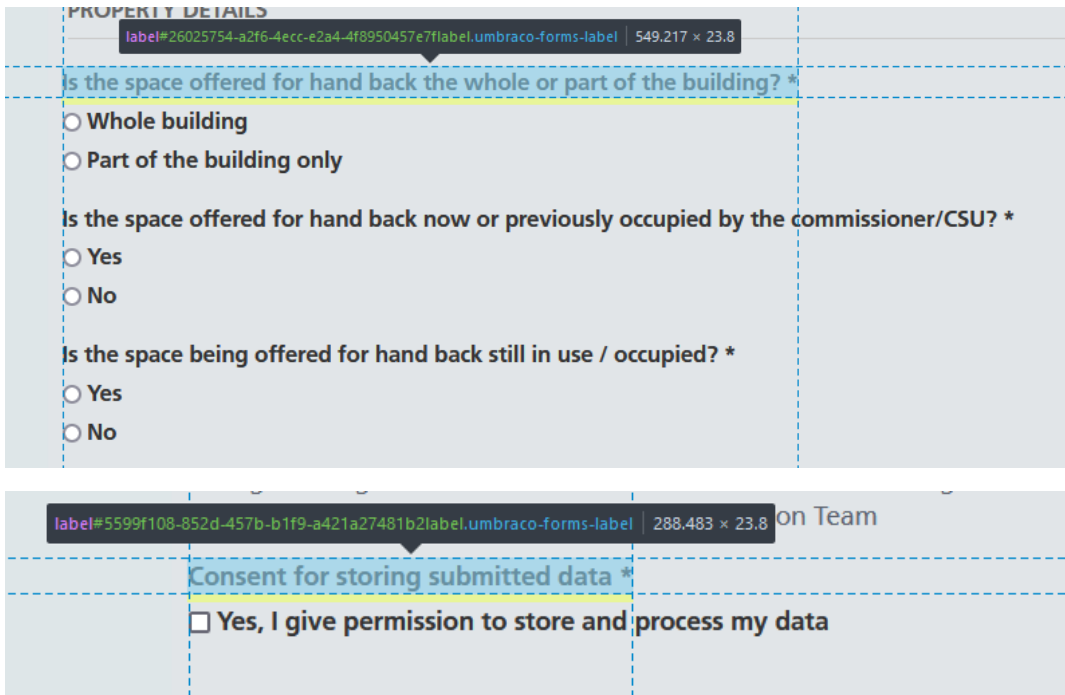 PROPERTY DETAILS
label#26025754-a2f6-4ecc-e2a4-4f8950457e7flabel.umbraco-forms-label 549.217 × 23.8
Is the space offered for hand back the whole or part of the building? *
Whole building
Part of the building only
Is the space offered for hand back now or previously occupied by the commissioner/CSU? *
Yes
No
Is the space being offered for hand back still in use / occupied? *
Yes
No
label#5599f108-852d-457b-b1f9-a421a27481b2label.umbraco-forms-label 288.483 × 23.8
on Team
Consent for storing submitted data *
Yes, I give permission to store and process my data